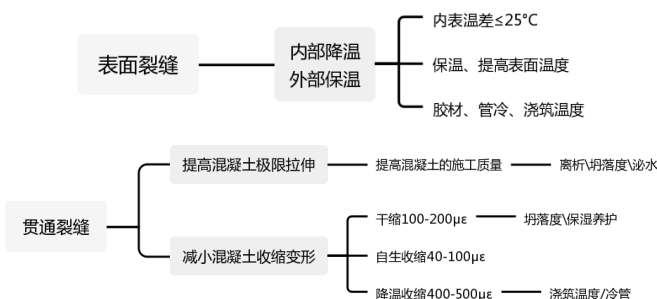 表面裂缝
内部降温
外部保温
内表温差≤25°C
保温、提高表面温度
胶材、管冷、浇筑温度
贯通裂缝
提高混凝土极限拉伸
提高混凝土的施工质量
离析\坍落度\泌水
减小混凝土收缩变形
干缩100-200με
坍落度\保湿养护
自生收缩40-100με
降温收缩400-500με
浇筑温度/冷管